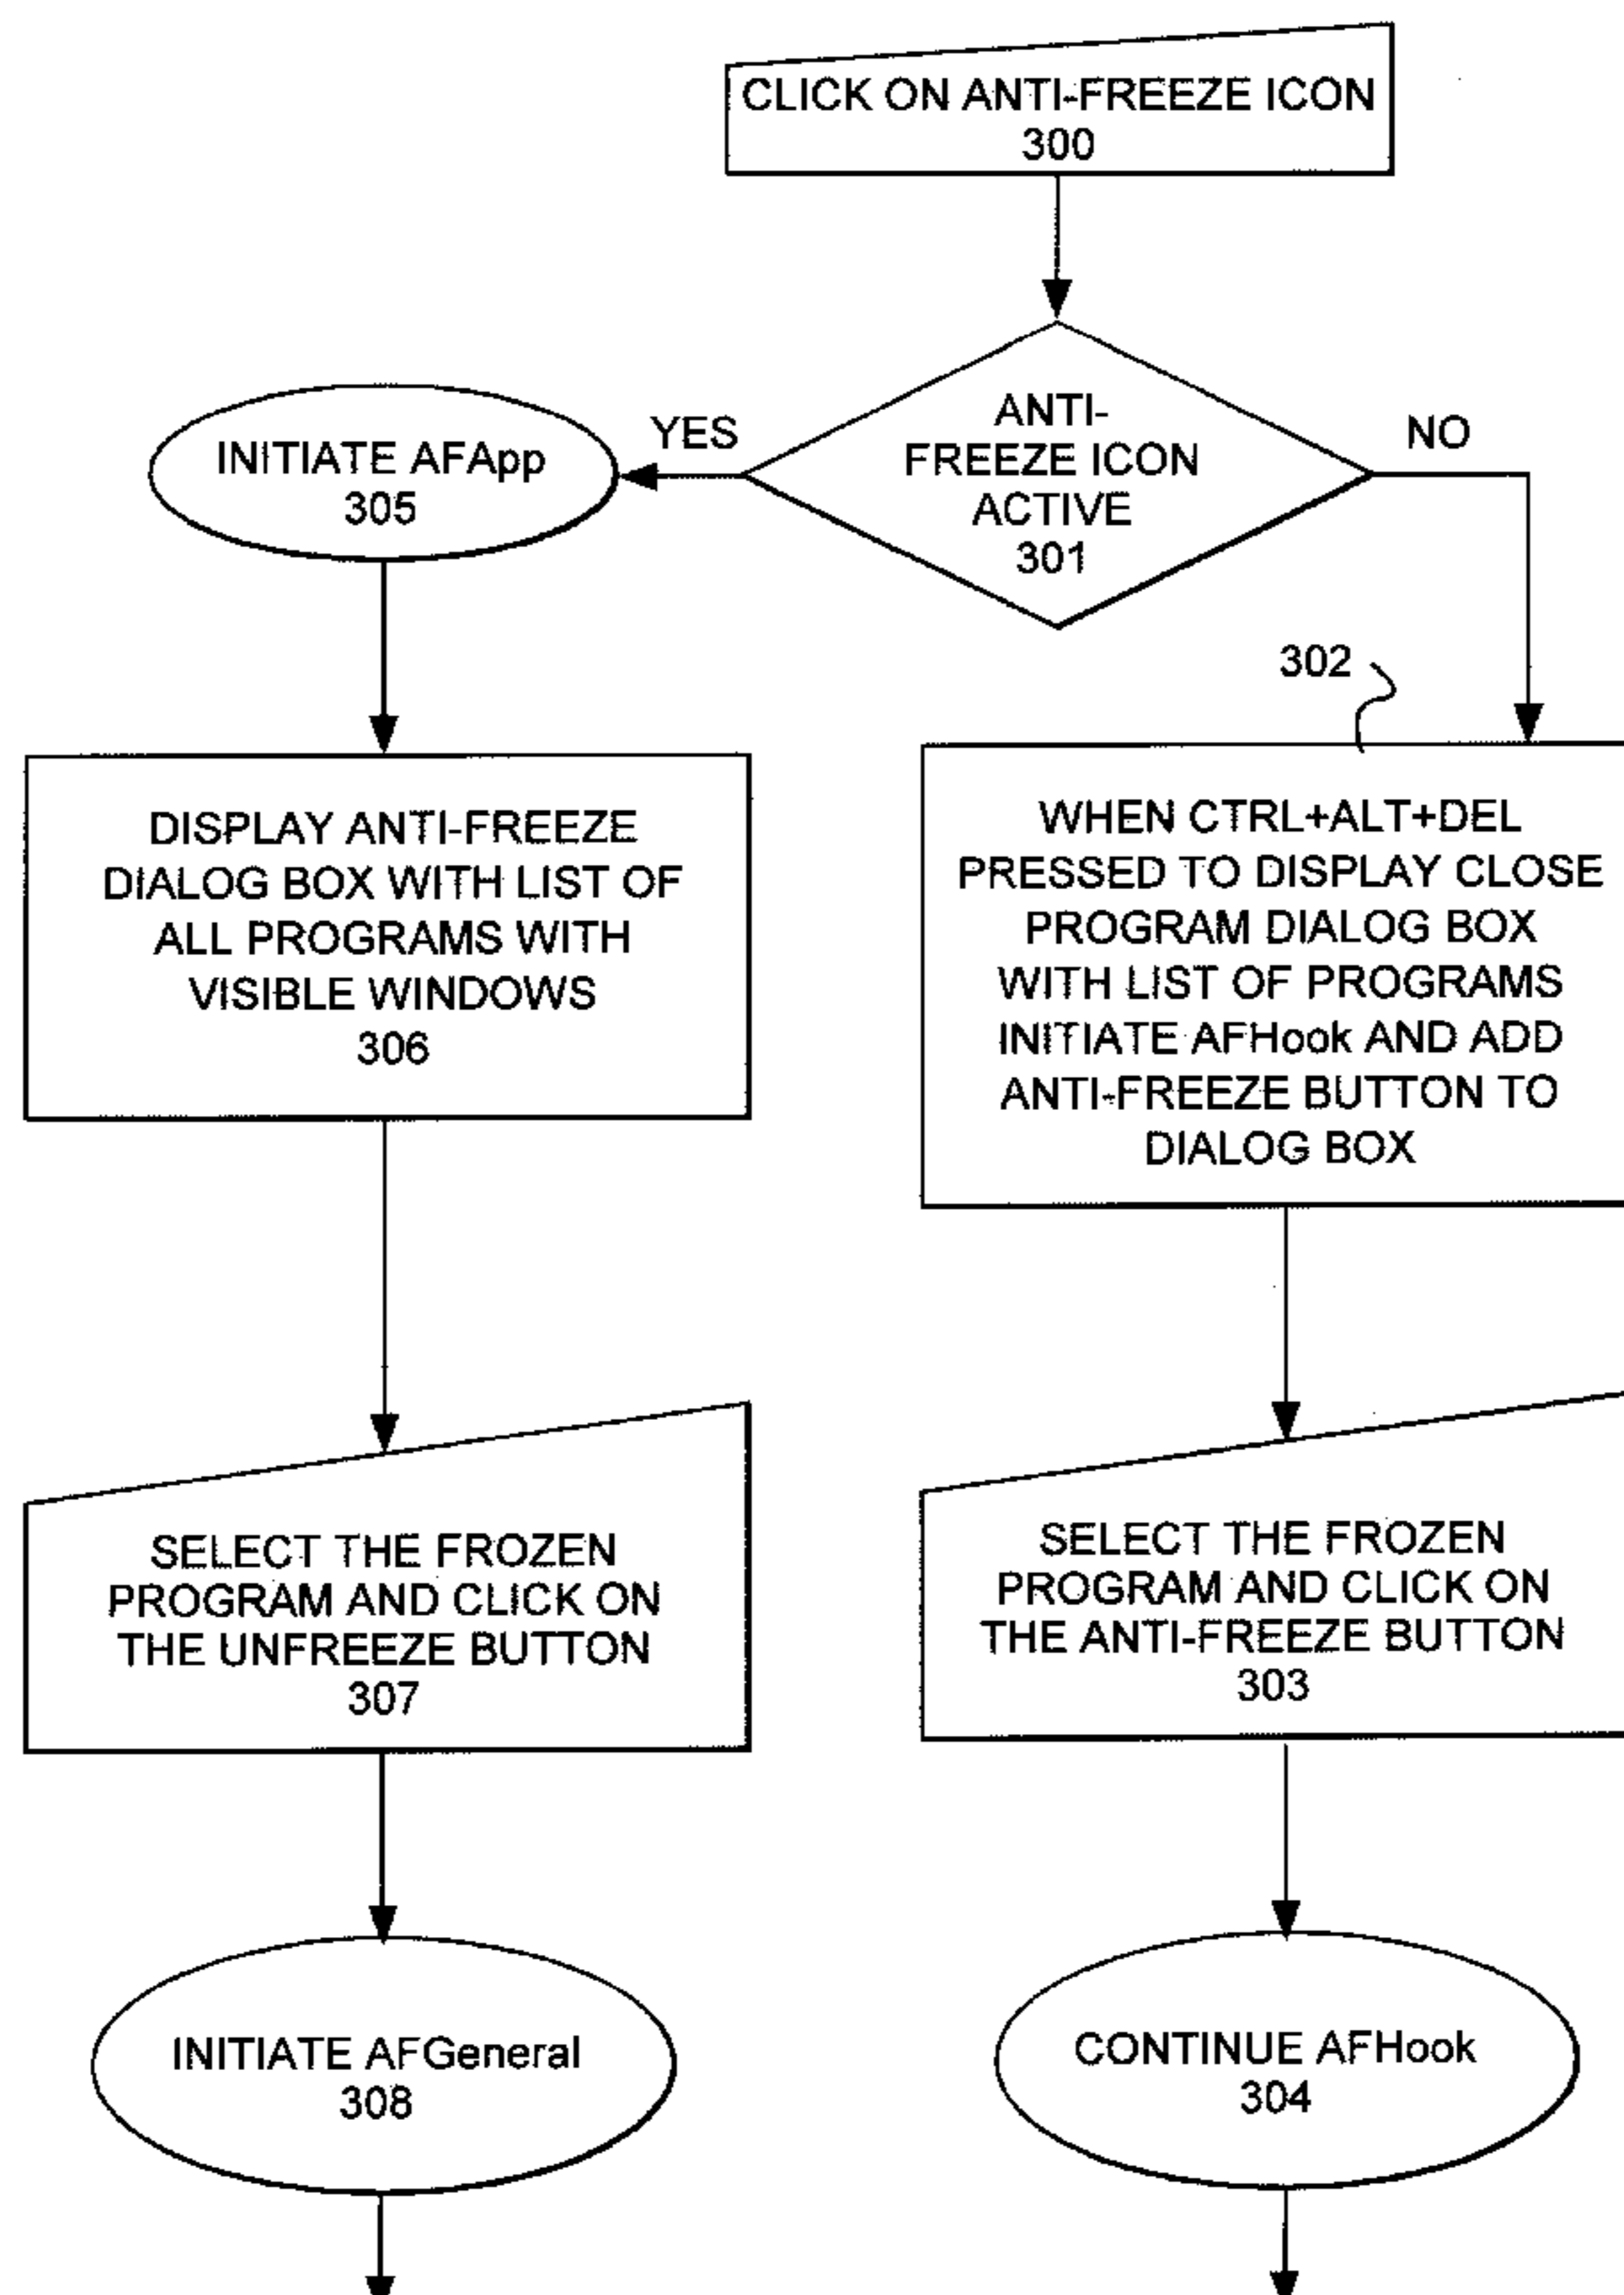 CLICK ON ANTI-FREEZE ICON
300
ANTI-
FREEZE ICON
ACTIVE
301
YES
NO
INITIATE AFApp
305
302
DISPLAY ANTI-FREEZE
DIALOG BOX WITH LIST OF
ALL PROGRAMS WITH
VISIBLE WINDOWS
306
WHEN CTRL+ALT+DEL
PRESSED TO DISPLAY CLOSE
PROGRAM DIALOG BOX
WITH LIST OF PROGRAMS
INITIATE AFHook AND ADD
ANTI-FREEZE BUTTON TO
DIALOG BOX
SELECT THE FROZEN
PROGRAM AND CLICK ON
THE UNFREEZE BUTTON
307
SELECT THE FROZEN
PROGRAM AND CLICK ON
THE ANTI-FREEZE BUTTON
303
INITIATE AFGeneral
308
CONTINUE AFHook
304